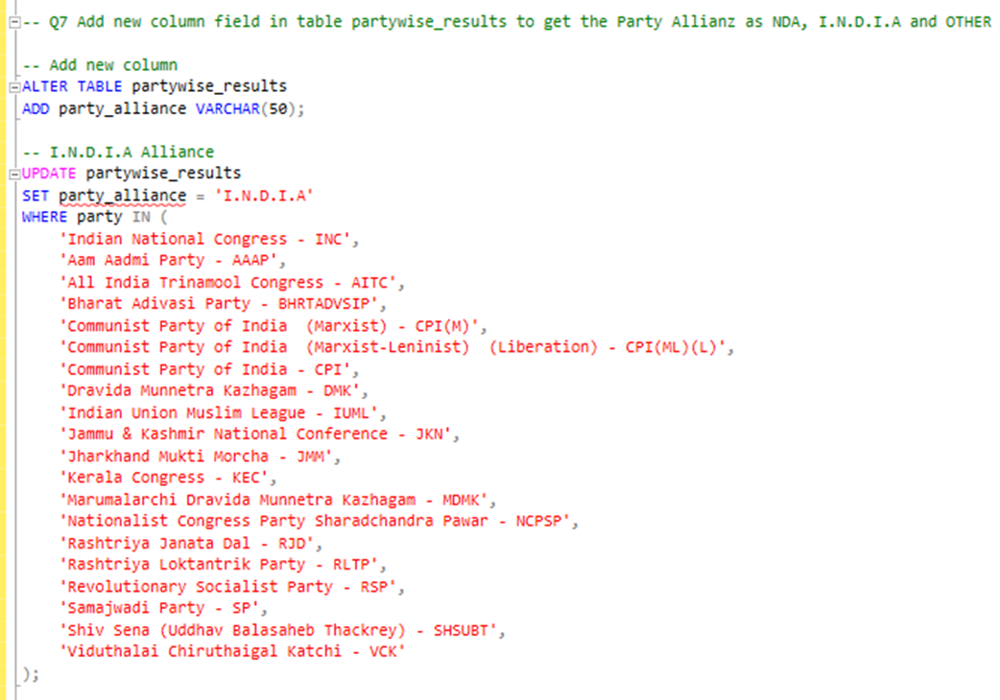 -- Q7 Add new column field in table partywise_results to get the Party Allianz as NDA, I.N.D.I.A and OTHER
-- Add new column
ALTER TABLE partywise_results
ADD party_alliance VARCHAR(50);
-- I.N.D.I.A Alliance
UPDATE partywise_results
SET party_alliance = 'I.N.D.I.A'
WHERE party IN (
    'Indian National Congress - INC',
    'Aam Aadmi Party - AAAP',
    'All India Trinamool Congress - AITC',
    'Bharat Adivasi Party - BHRTADVSIP',
    'Communist Party of India  (Marxist) - CPI(M)',
    'Communist Party of India  (Marxist-Leninist)  (Liberation) - CPI(ML)(L)',
    'Communist Party of India - CPI',
    'Dravida Munnetra Kazhagam - DMK',
    'Indian Union Muslim League - IUML',
    'Jammu & Kashmir National Conference - JKN',
    'Jharkhand Mukti Morcha - JMM',
    'Kerala Congress - KEC',
    'Marumalarchi Dravida Munnetra Kazhagam - MDMK',
    'Nationalist Congress Party Sharadchandra Pawar - NCPSP',
    'Rashtriya Janata Dal - RJD',
    'Rashtriya Loktantrik Party - RLTP',
    'Revolutionary Socialist Party - RSP',
    'Samajwadi Party - SP',
    'Shiv Sena (Uddhav Balasaheb Thackrey) - SHSUBT',
    'Viduthalai Chiruthaigal Katchi - VCK'
);